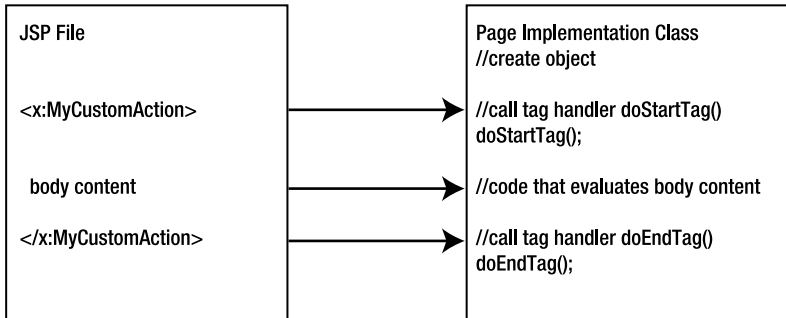 JSP File
<x:MyCustomAction>
body content
</x:MyCustomAction>
Page Implementation Class
//create object
//call tag handler doStartTag()
doStartTag();
//code that evaluates body content
//call tag handler doEndTag()
doEndTag();